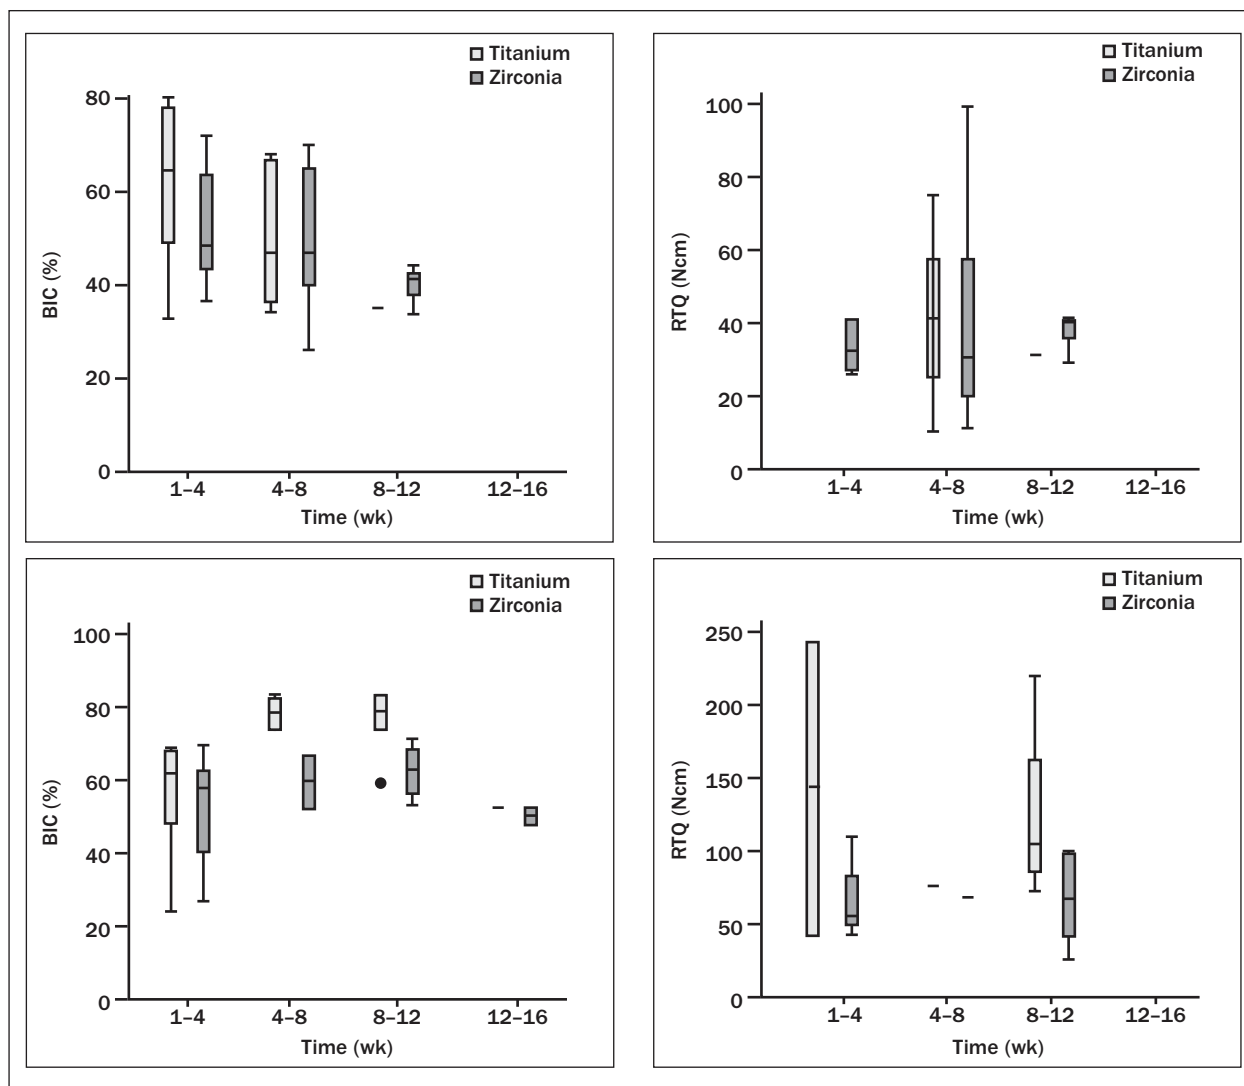 Titanium
Zirconia
80
60
40
20
0
BIC (%)
1–4 4–8 8–12 12–16
Time (wk)
Titanium
Zirconia
100
80
60
40
20
0
RTQ (Ncm)
1–4 4–8 8–12 12–16
Time (wk)
Titanium
Zirconia
100
80
60
40
20
0
BIC (%)
1–4 4–8 8–12 12–16
Time (wk)
Titanium
Zirconia
250
200
150
100
50
0
RTQ (Ncm)
1–4 4–8 8–12 12–16
Time (wk)